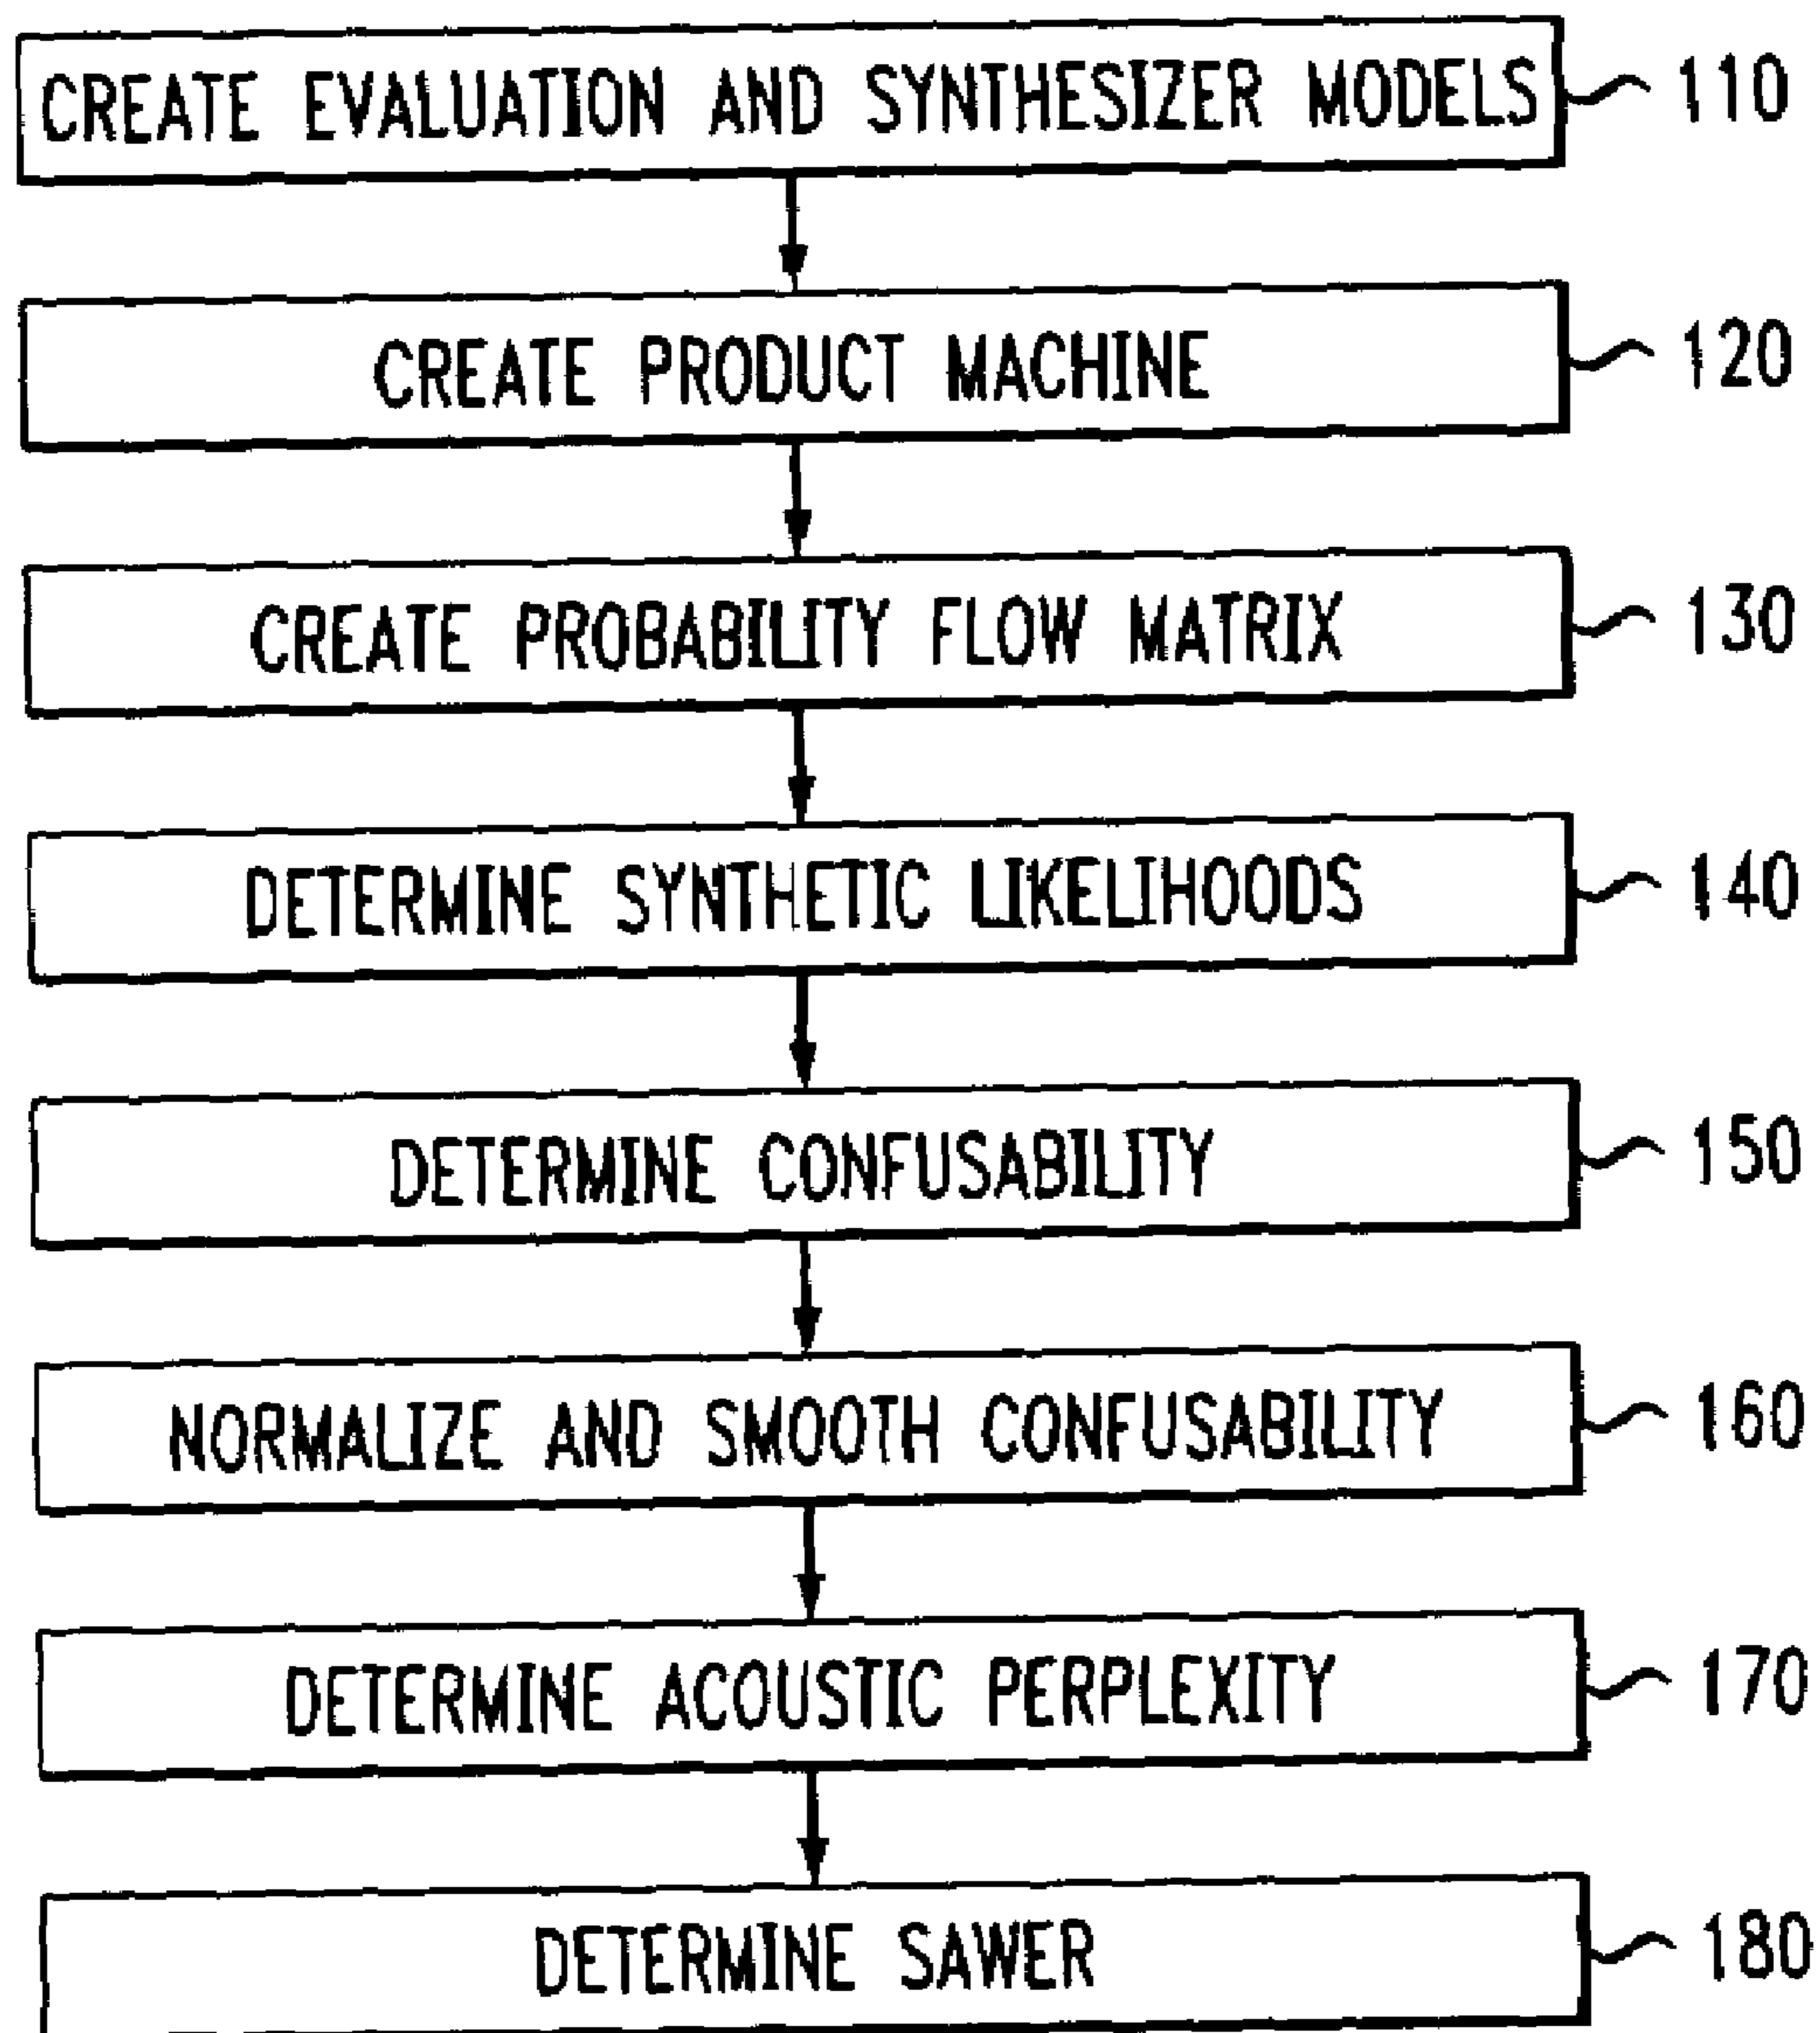 CREATE EVALUATION AND SYNTHESIZER MODELS 110
CREATE PRODUCT MACHINE 120
CREATE PROBABILITY FLOW MATRIX 130
DETERMINE SYNTHETIC LIKELIHOODS 140
DETERMINE CONFUSABILITY 150
NORMALIZE AND SMOOTH CONFUSABILITY 160
DETERMINE ACOUSTIC PERPLEXITY 170
DETERMINE SAWER 180